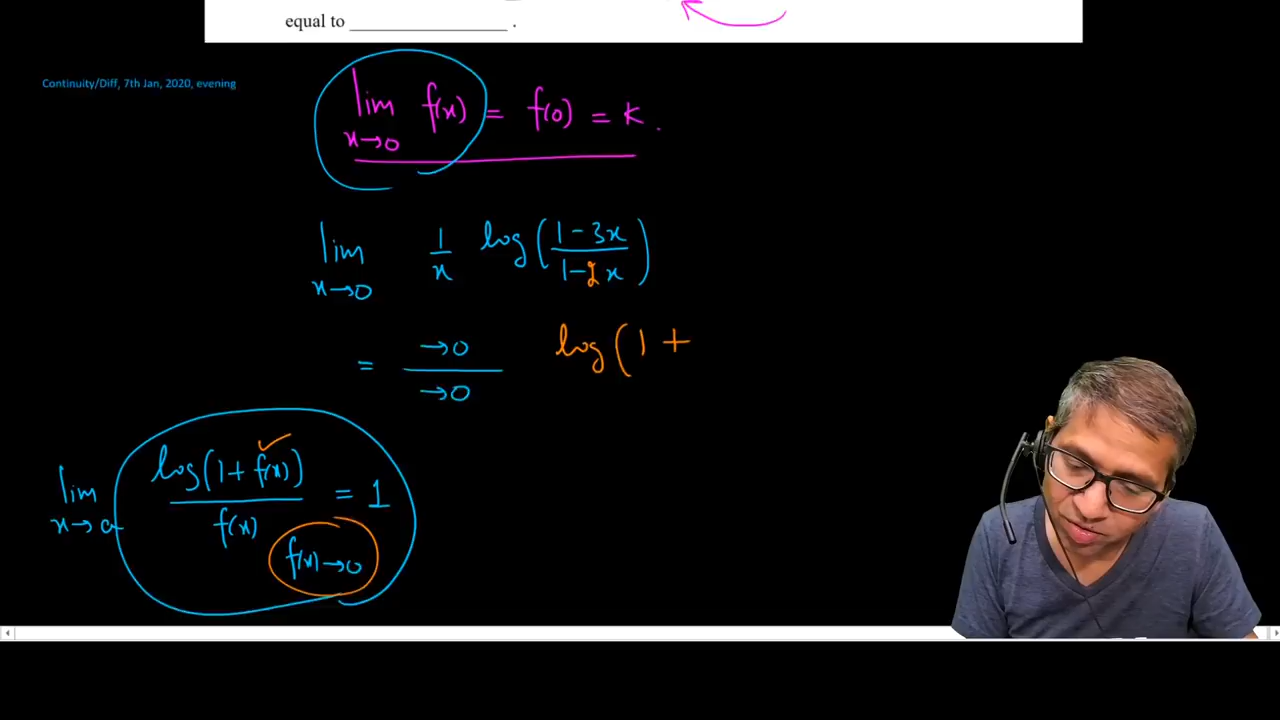 equal to _________________ .
Continuity/Diff, 7th Jan, 2020, evening
lim x→0 f(x) = f(0) = k .
lim x→0 1/x log(1-3x/1-2x)
= →0/→0 log(1 +
lim x→a log(1+ f(x))/f(x) = 1
f(x)→0